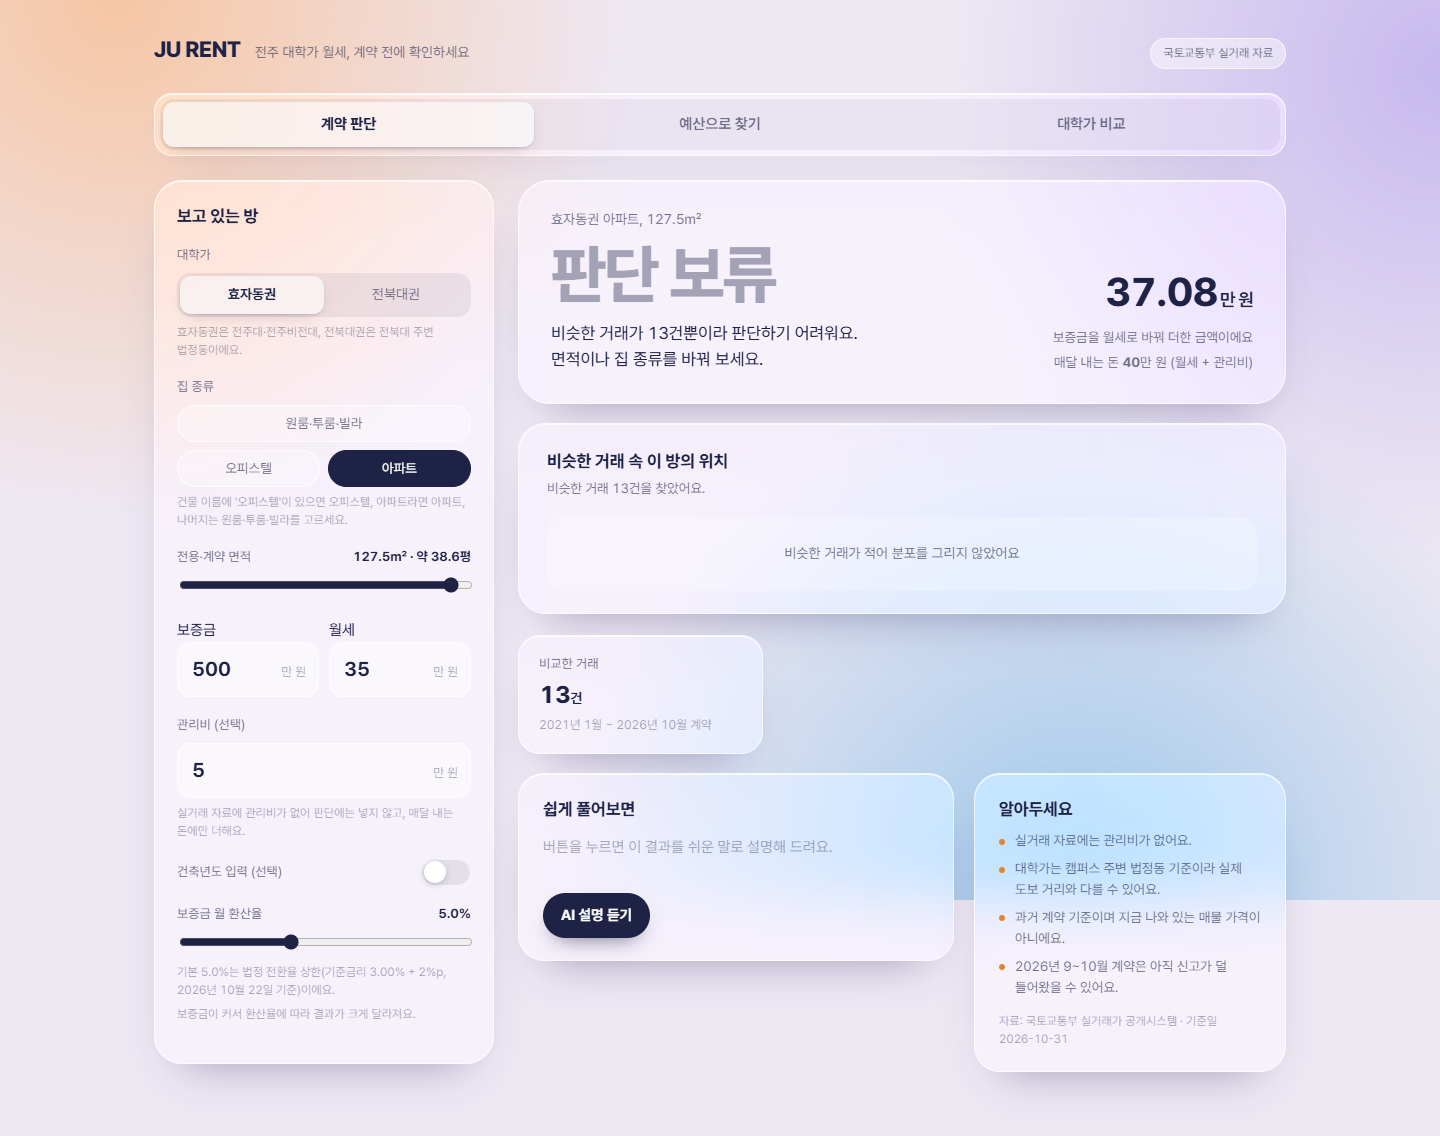 JU RENT
전주 대학가 월세, 계약 전에 확인하세요
국토교통부 실거래 자료
계약 판단
예산으로 찾기
대학가 비교
보고 있는 방
대학가
효자동권
전북대권
효자동권은 전주대·전주비전대, 전북대권은 전북대 주변
법정동이에요.
집 종류
원룸·투룸·빌라
오피스텔
아파트
건물 이름에 '오피스텔'이 있으면 오피스텔, 아파트라면 아파트,
나머지는 원룸·투룸·빌라를 고르세요.
전용·계약 면적
127.5m² · 약 38.6평
보증금
월세
500 만 원
35 만 원
관리비 (선택)
5 만 원
실거래 자료에 관리비가 없어 판단에는 넣지 않고, 매달 내는
돈에만 더해요.
건축년도 입력 (선택)
보증금 월 환산율
5.0%
기본 5.0%는 법정 전환율 상한(기준금리 3.00% + 2%p,
2026년 10월 22일 기준)이에요.
보증금이 커서 환산율에 따라 결과가 크게 달라져요.
효자동권 아파트, 127.5m²
판단 보류
비슷한 거래가 13건뿐이라 판단하기 어려워요.
면적이나 집 종류를 바꿔 보세요.
37.08만 원
보증금을 월세로 바꿔 더한 금액이에요
매달 내는 돈 40만 원 (월세 + 관리비)
비슷한 거래 속 이 방의 위치
비슷한 거래 13건을 찾았어요.
비슷한 거래가 적어 분포를 그리지 않았어요
비교한 거래
13건
2021년 1월 – 2026년 10월 계약
쉽게 풀어보면
버튼을 누르면 이 결과를 쉬운 말로 설명해 드려요.
AI 설명 듣기
알아두세요
실거래 자료에는 관리비가 없어요.
대학가는 캠퍼스 주변 법정동 기준이라 실제
도보 거리와 다를 수 있어요.
과거 계약 기준이며 지금 나와 있는 매물 가격이
아니에요.
2026년 9~10월 계약은 아직 신고가 덜
들어왔을 수 있어요.
자료: 국토교통부 실거래가 공개시스템 · 기준일
2026-10-31